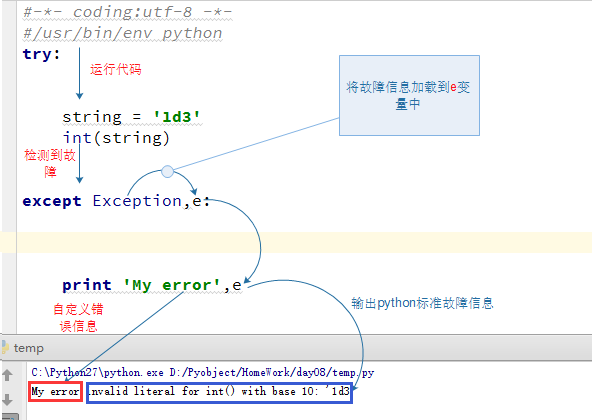 #-*- coding:utf-8 -*-
#/usr/bin/env python
try:
运行代码
将故障信息加载到e变
量中
string = '1d3'
int(string)
检测到故
障
except Exception,e:
print 'My error',e
自定义错
误信息
输出python标准故障信息
temp
C:\Python27\python.exe D:/Pyobject/HomeWork/day08/temp.py
My error invalid literal for int() with base 10: '1d3